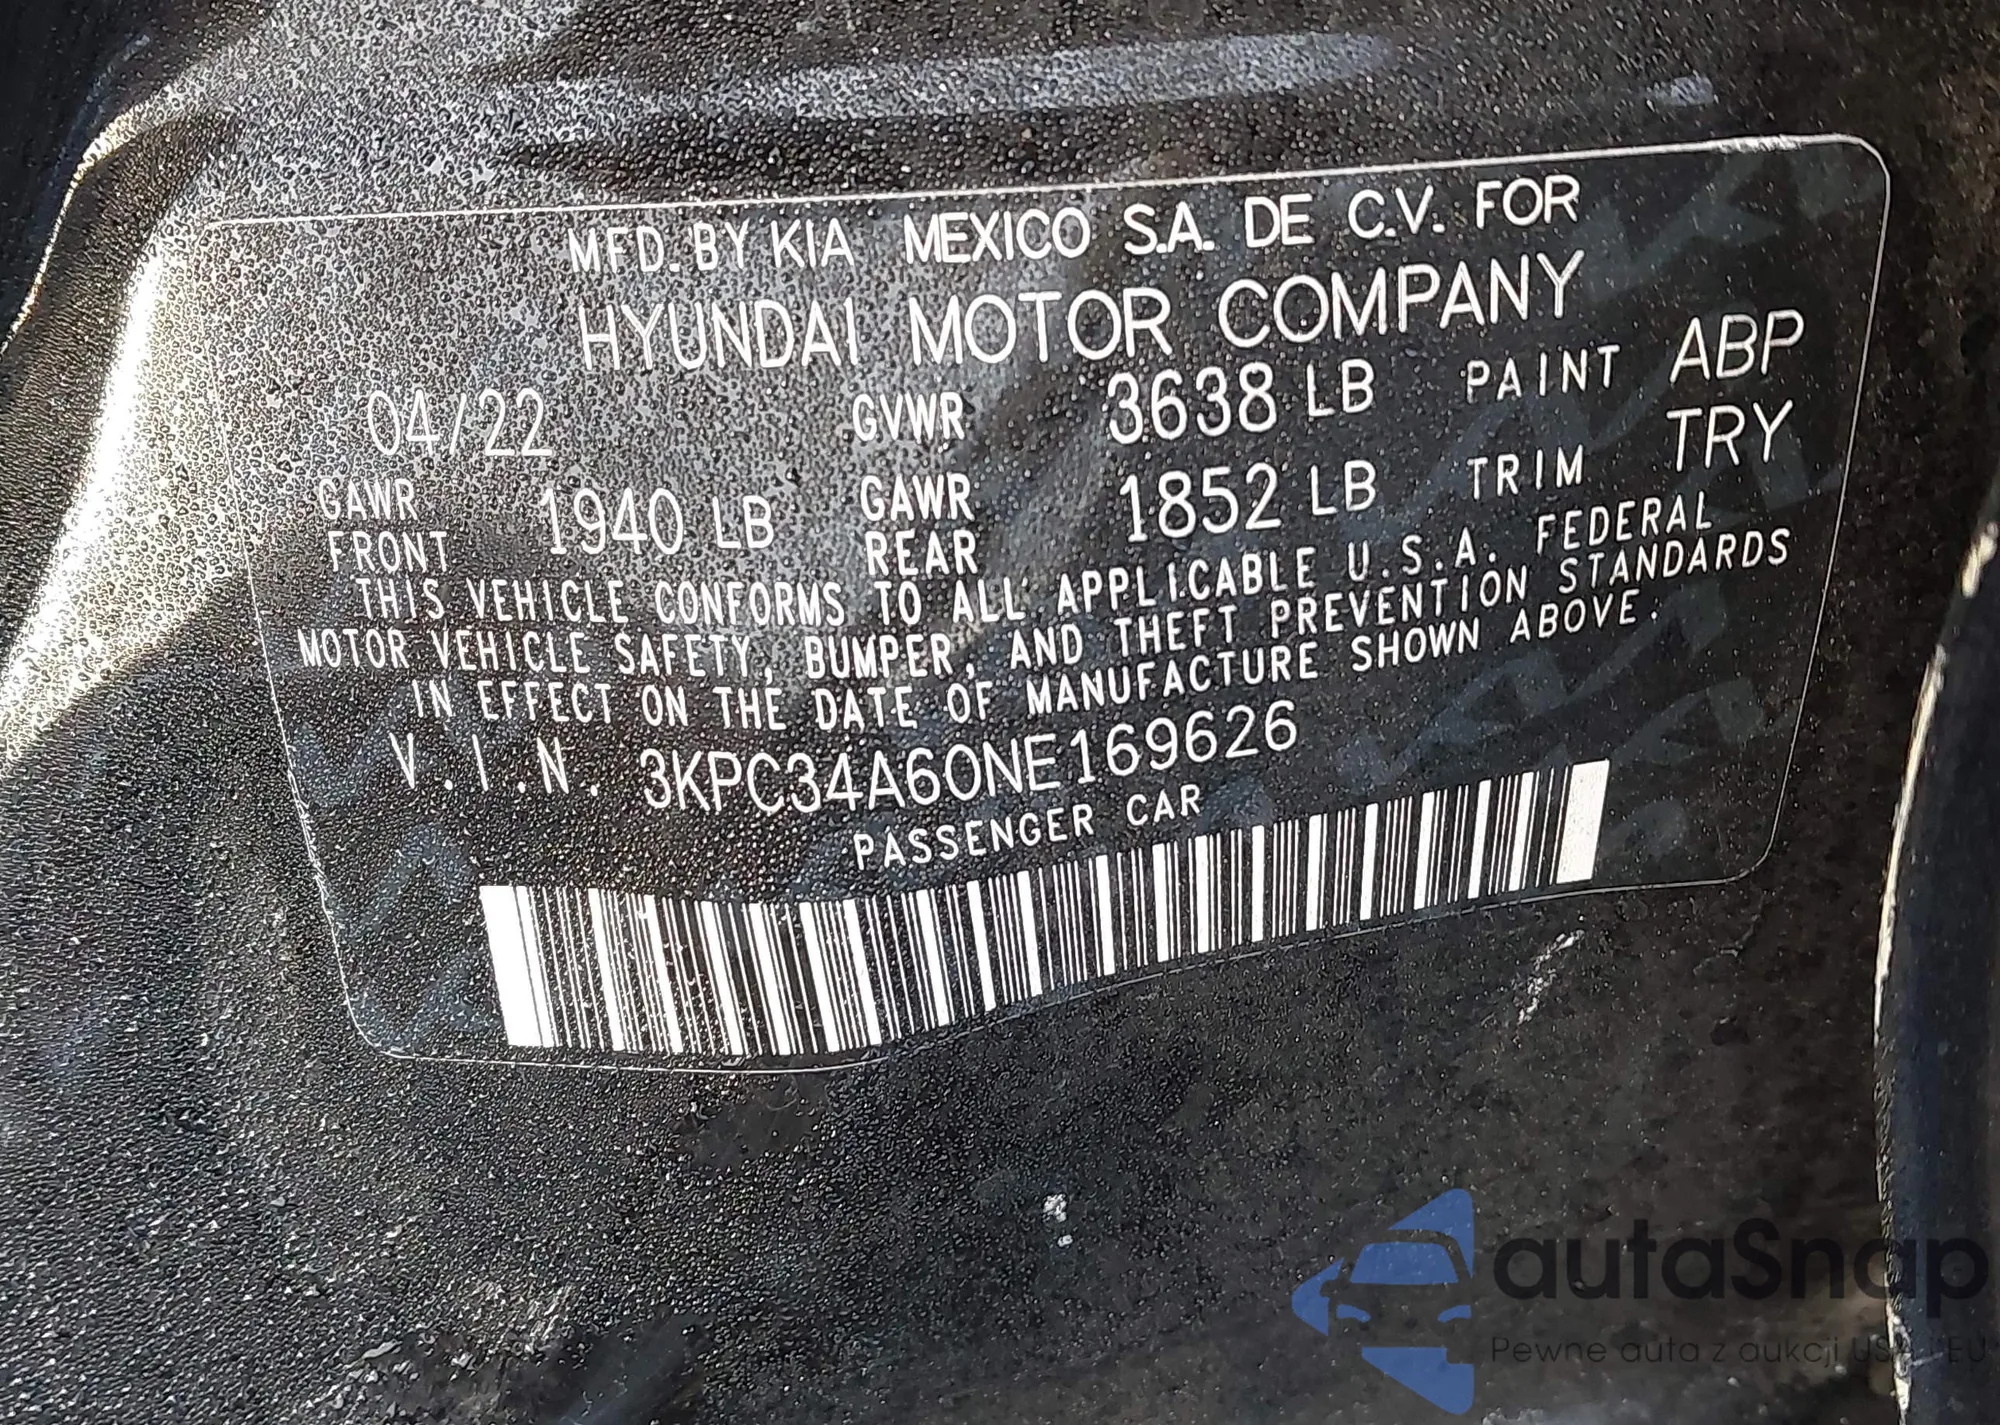 MFD. BY KIA MEXICO S.A. DE C.V. FOR
HYUNDAI MOTOR COMPANY
04/22 GVWR 3638 LB PAINT ABP
GAWR FRONT 1940 LB GAWR REAR 1852 LB TRIM TRY
THIS VEHICLE CONFORMS TO ALL APPLICABLE U.S.A. FEDERAL
MOTOR VEHICLE SAFETY, BUMPER, AND THEFT PREVENTION STANDARDS
IN EFFECT ON THE DATE OF MANUFACTURE SHOWN ABOVE.
V.I.N. 3KPC34A60NE169626
PASSENGER CAR
autaSnap
Pewne auta z aukcji USA i EU